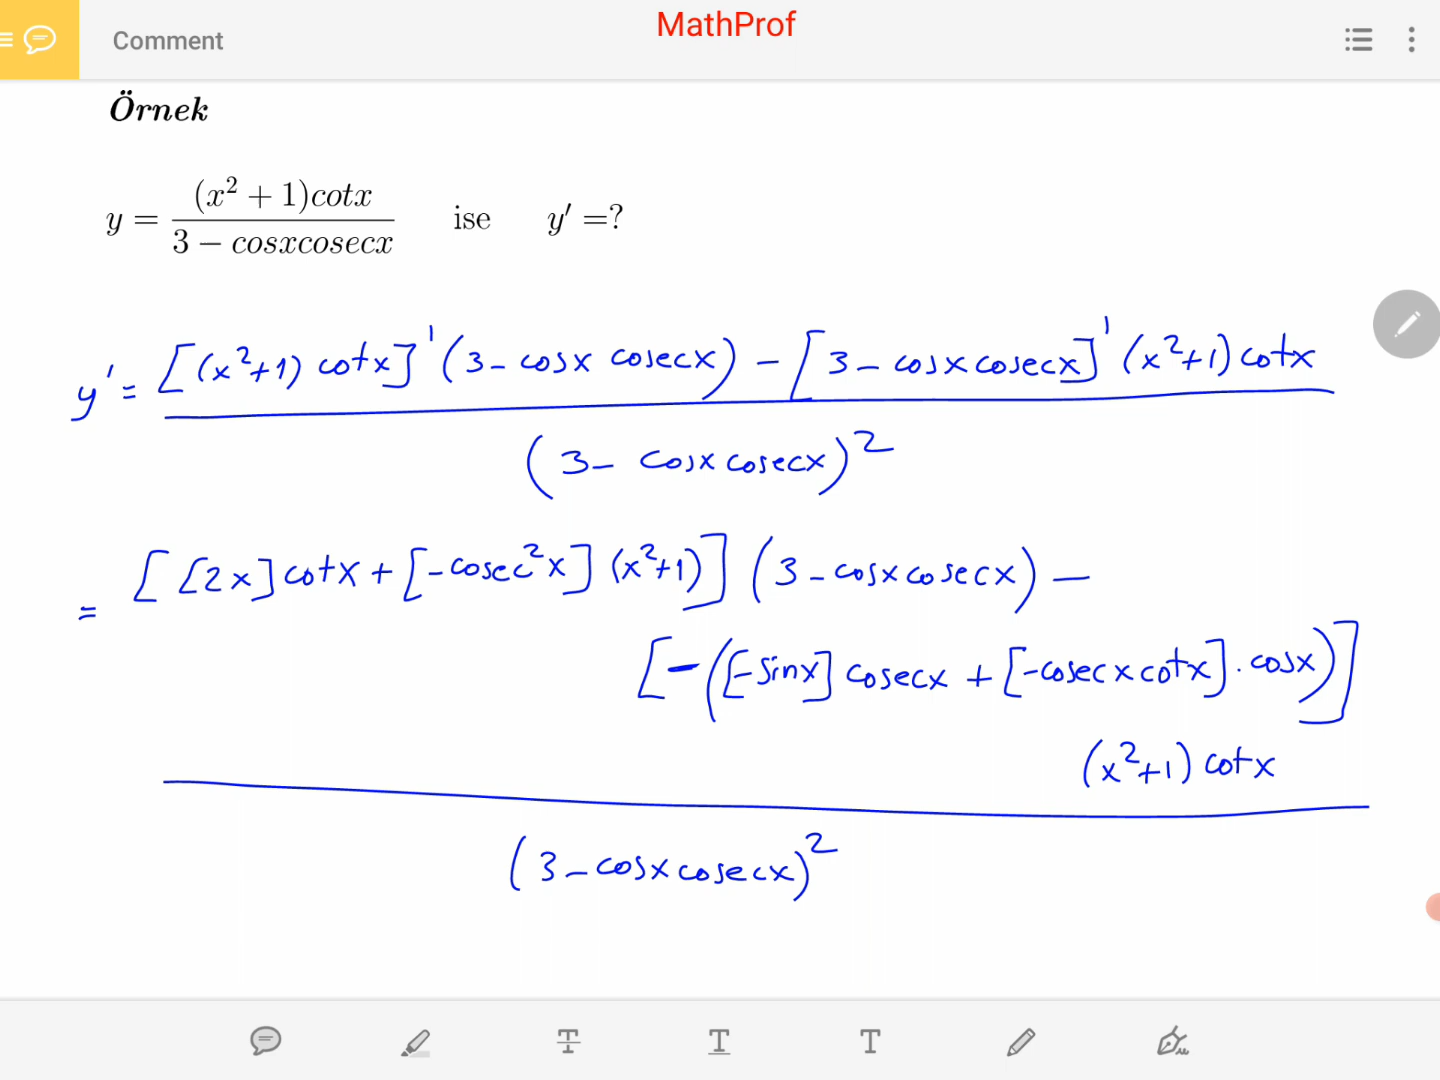 MathProf
Comment
Örnek
y = (x² + 1)cotx / 3 − cosxcosecx ise y′ =?
y' = [(x²+1) cotx]' (3 - cosx cosecx) - [3 - cosx cosecx]' (x²+1) cotx
(3 - cosx cosecx)²
= [[2x] cotx + [-cosec²x] (x²+1)] (3 - cosx cosecx) -
[-([-sinx] cosecx + [-cosecx cotx] . cosx)]
(x²+1) cotx
(3 - cosx cosecx)²
T T T